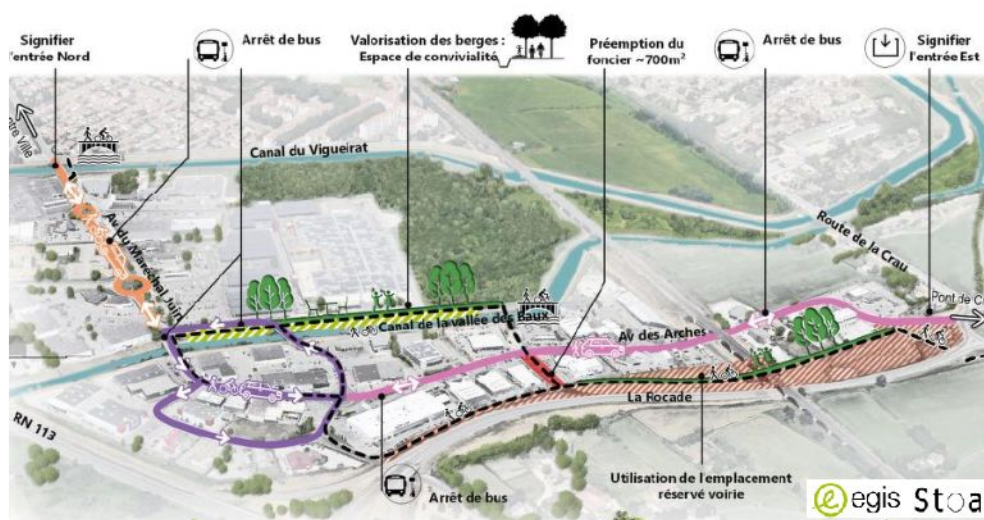 Signifier
l'entrée Nord
Arrêt de bus
Valorisation des berges :
Espace de convivialité
Préemption du
foncier ~700m²
Arrêt de bus
Signifier
l'entrée Est
Canal du Vigueirat
Av du Maréchal Juin
Route de la Crau
Canal de la vallée des Baux
Av des Arches
Pont de
La Rocade
RN 113
Arrêt de bus
Utilisation de l'emplacement
réservé voirie
egis Stoa